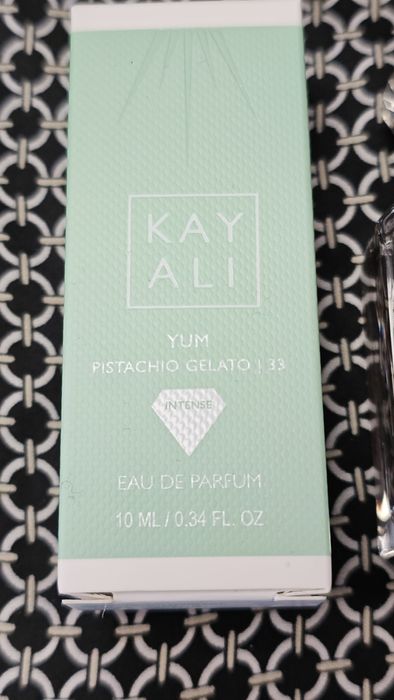 KAY
ALI
YUM
PISTACHIO GELATO | 33
INTENSE
EAU DE PARFUM
10 ML / 0.34 FL. OZ